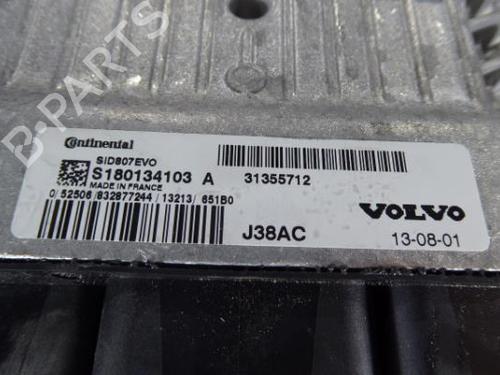 B-PARTS
Continental
SID807EVO
S180134103 A
MADE IN FRANCE
0/ 52506 /832877244 / 13213/ 651B0
31355712
VOLVO
J38AC
13-08-01